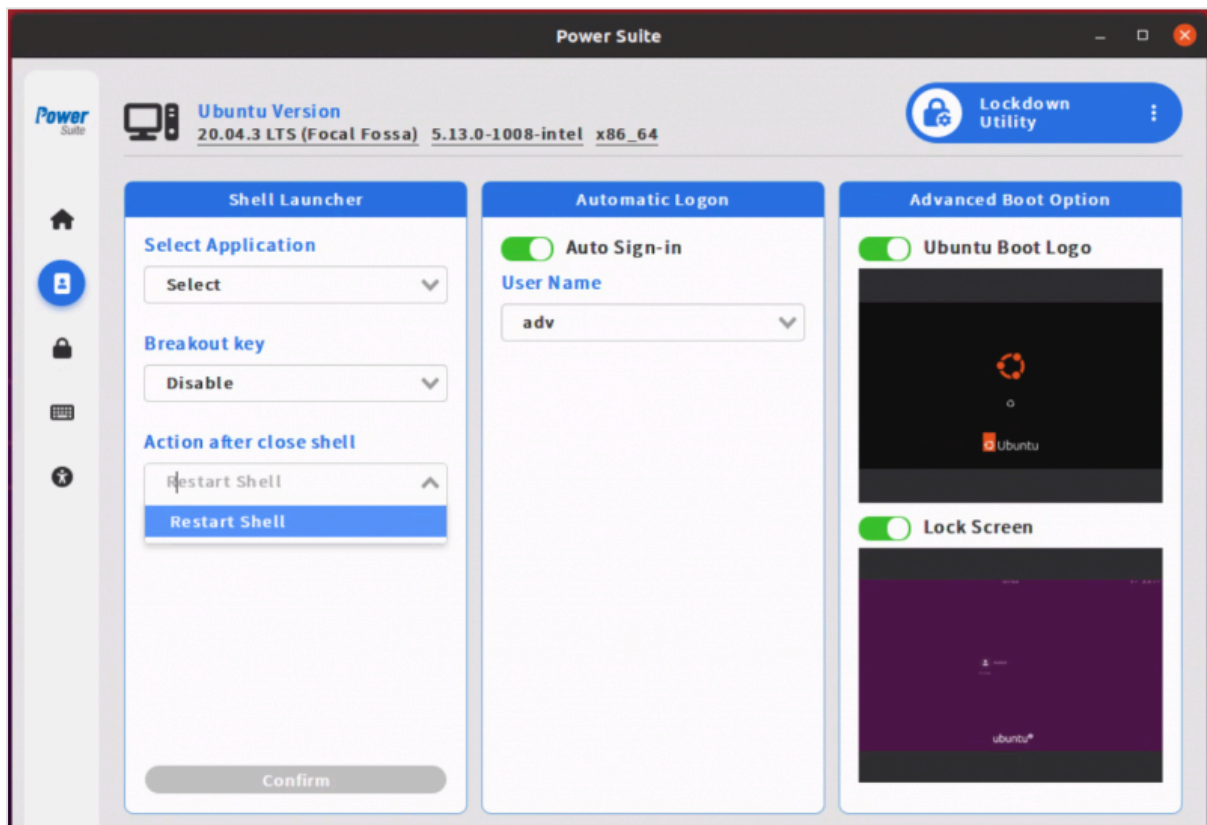 Power Suite
Power
Suite
Ubuntu Version
20.04.3 LTS (Focal Fossa) 5.13.0-1008-intel x86_64
Lockdown
Utility
Shell Launcher
Select Application
Select
Breakout key
Disable
Action after close shell
Restart Shell
Restart Shell
Confirm
Automatic Logon
Auto Sign-in
User Name
adv
Advanced Boot Option
Ubuntu Boot Logo
Ubuntu
Lock Screen
ubuntu